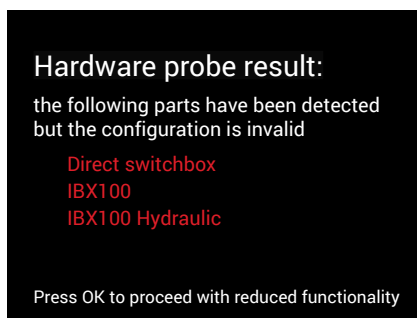 Hardware probe result:
the following parts have been detected
but the configuration is invalid
Direct switchbox
IBX100
IBX100 Hydraulic
Press OK to proceed with reduced functionality